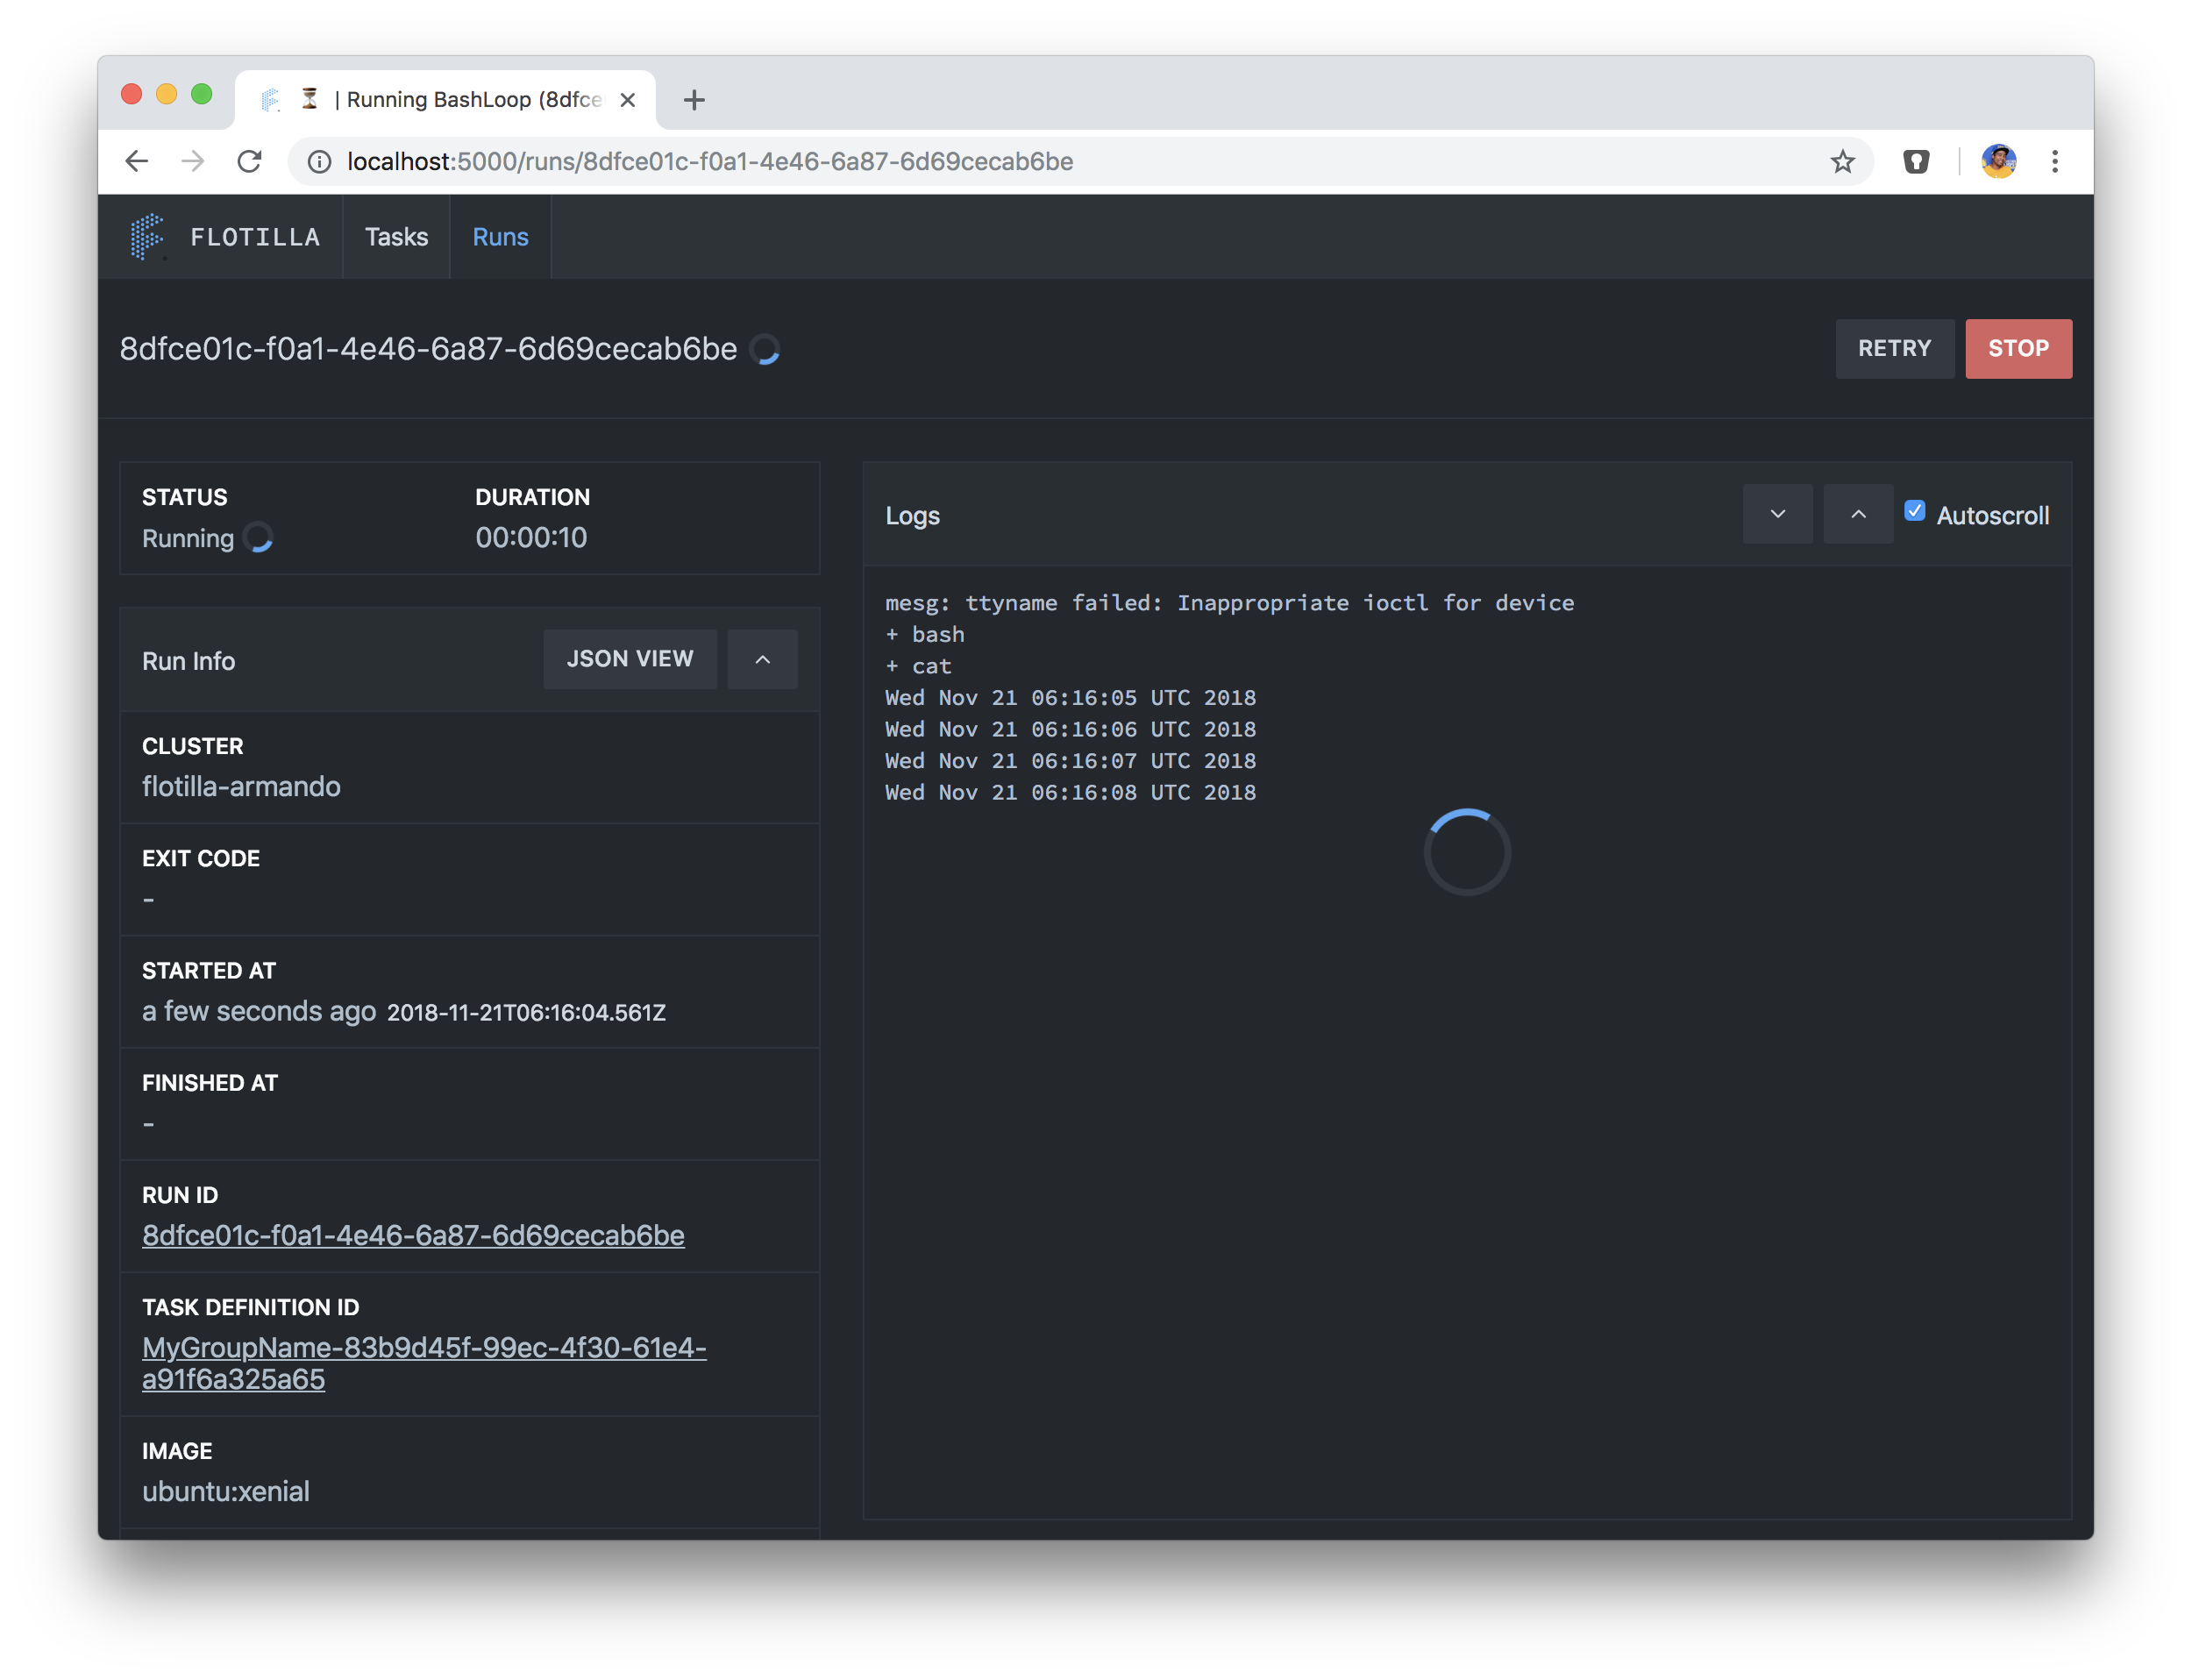 | Running BashLoop (8dfce
localhost:5000/runs/8dfce01c-f0a1-4e46-6a87-6d69cecab6be
FLOTILLA Tasks Runs
8dfce01c-f0a1-4e46-6a87-6d69cecab6be
RETRY STOP
STATUS DURATION
Running 00:00:10
Run Info JSON VIEW
CLUSTER
flotilla-armando
EXIT CODE
-
STARTED AT
a few seconds ago 2018-11-21T06:16:04.561Z
FINISHED AT
-
RUN ID
8dfce01c-f0a1-4e46-6a87-6d69cecab6be
TASK DEFINITION ID
MyGroupName-83b9d45f-99ec-4f30-61e4-
a91f6a325a65
IMAGE
ubuntu:xenial
Logs Autoscroll
mesg: ttyname failed: Inappropriate ioctl for device
+ bash
+ cat
Wed Nov 21 06:16:05 UTC 2018
Wed Nov 21 06:16:06 UTC 2018
Wed Nov 21 06:16:07 UTC 2018
Wed Nov 21 06:16:08 UTC 2018